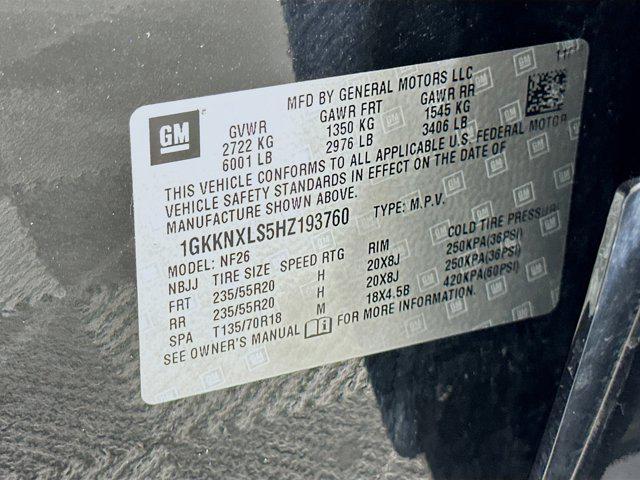 MFD BY GENERAL MOTORS LLC
GM
GVWR GAWR FRT GAWR RR
2722 KG 1350 KG 1545 KG
6001 LB 2976 LB 3406 LB
THIS VEHICLE CONFORMS TO ALL APPLICABLE U.S. FEDERAL MOTOR
VEHICLE SAFETY STANDARDS IN EFFECT ON THE DATE OF
MANUFACTURE SHOWN ABOVE.
1GKKNXLS5HZ193760 TYPE: M.P.V.
MODEL: NF26
NBJJ TIRE SIZE SPEED RTG RIM COLD TIRE PRESSURE
FRT 235/55R20 H 20X8J 250KPA(36PSI)
RR 235/55R20 H 20X8J 250KPA(36PSI)
SPA T135/70R18 M 18X4.5B 420KPA(60PSI)
SEE OWNER'S MANUAL FOR MORE INFORMATION.